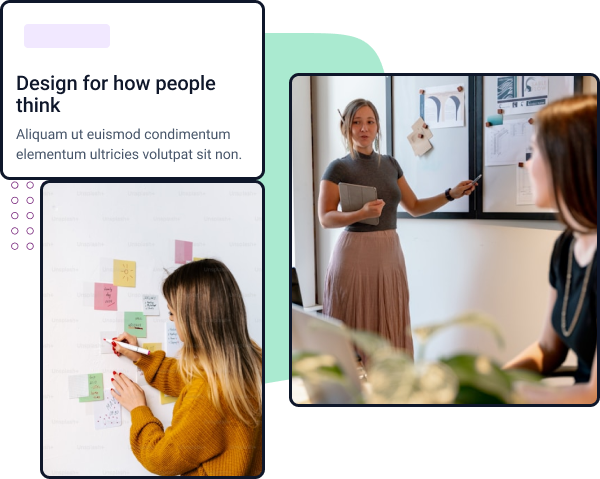 Design for how people
think
Aliquam ut euismod condimentum
elementum ultricies volutpat sit non.